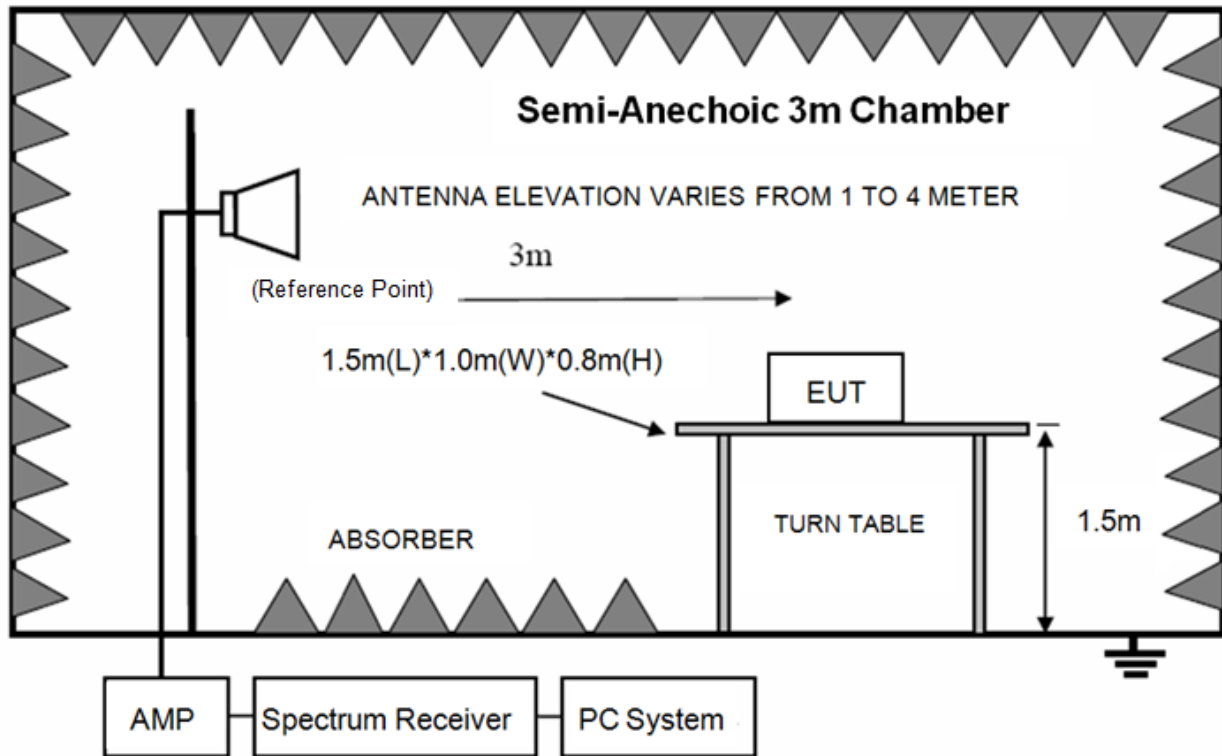 Semi-Anechoic 3m Chamber
ANTENNA ELEVATION VARIES FROM 1 TO 4 METER
3m
(Reference Point)
1.5m(L)*1.0m(W)*0.8m(H)
EUT
TURN TABLE
1.5m
ABSORBER
AMP
Spectrum Receiver
PC System